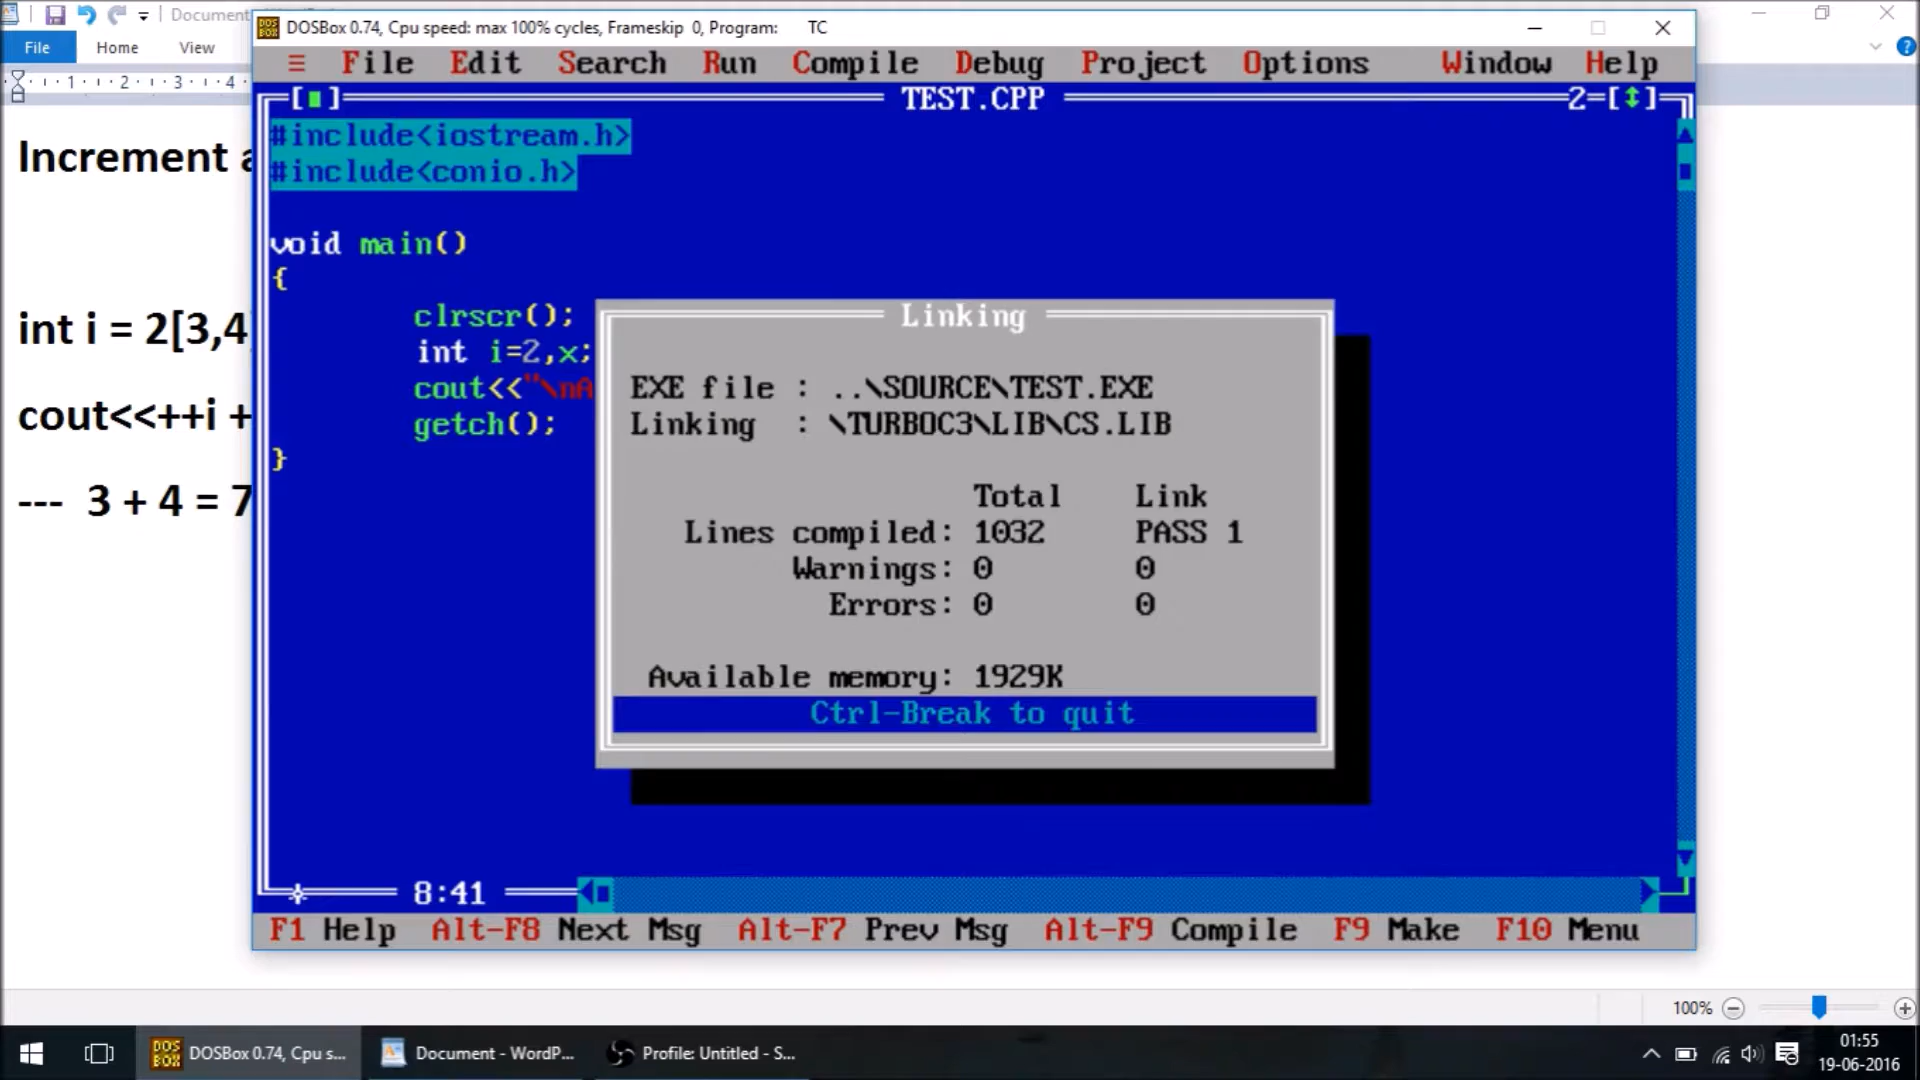 Document
File Home View
1 2 3 4
Increment a
int i = 2[3,4
cout<<++i +
--- 3 + 4 = 7
DOSBox 0.74, Cpu speed: max 100% cycles, Frameskip 0, Program: TC
≡ File Edit Search Run Compile Debug Project Options Window Help
[■] TEST.CPP 2=[↕]
#include<iostream.h>
#include<conio.h>
void main()
{
clrscr();
int i=2,x;
cout<<"\nA
getch();
}
Linking
EXE file : ..\SOURCE\TEST.EXE
Linking : \TURBOC3\LIB\CS.LIB
Total Link
Lines compiled: 1032 PASS 1
Warnings: 0 0
Errors: 0 0
Available memory: 1929K
Ctrl-Break to quit
8:41
F1 Help Alt-F8 Next Msg Alt-F7 Prev Msg Alt-F9 Compile F9 Make F10 Menu
100%
DOS BOX DOSBox 0.74, Cpu s... Document - WordP... Profile: Untitled - S...
01:55
19-06-2016